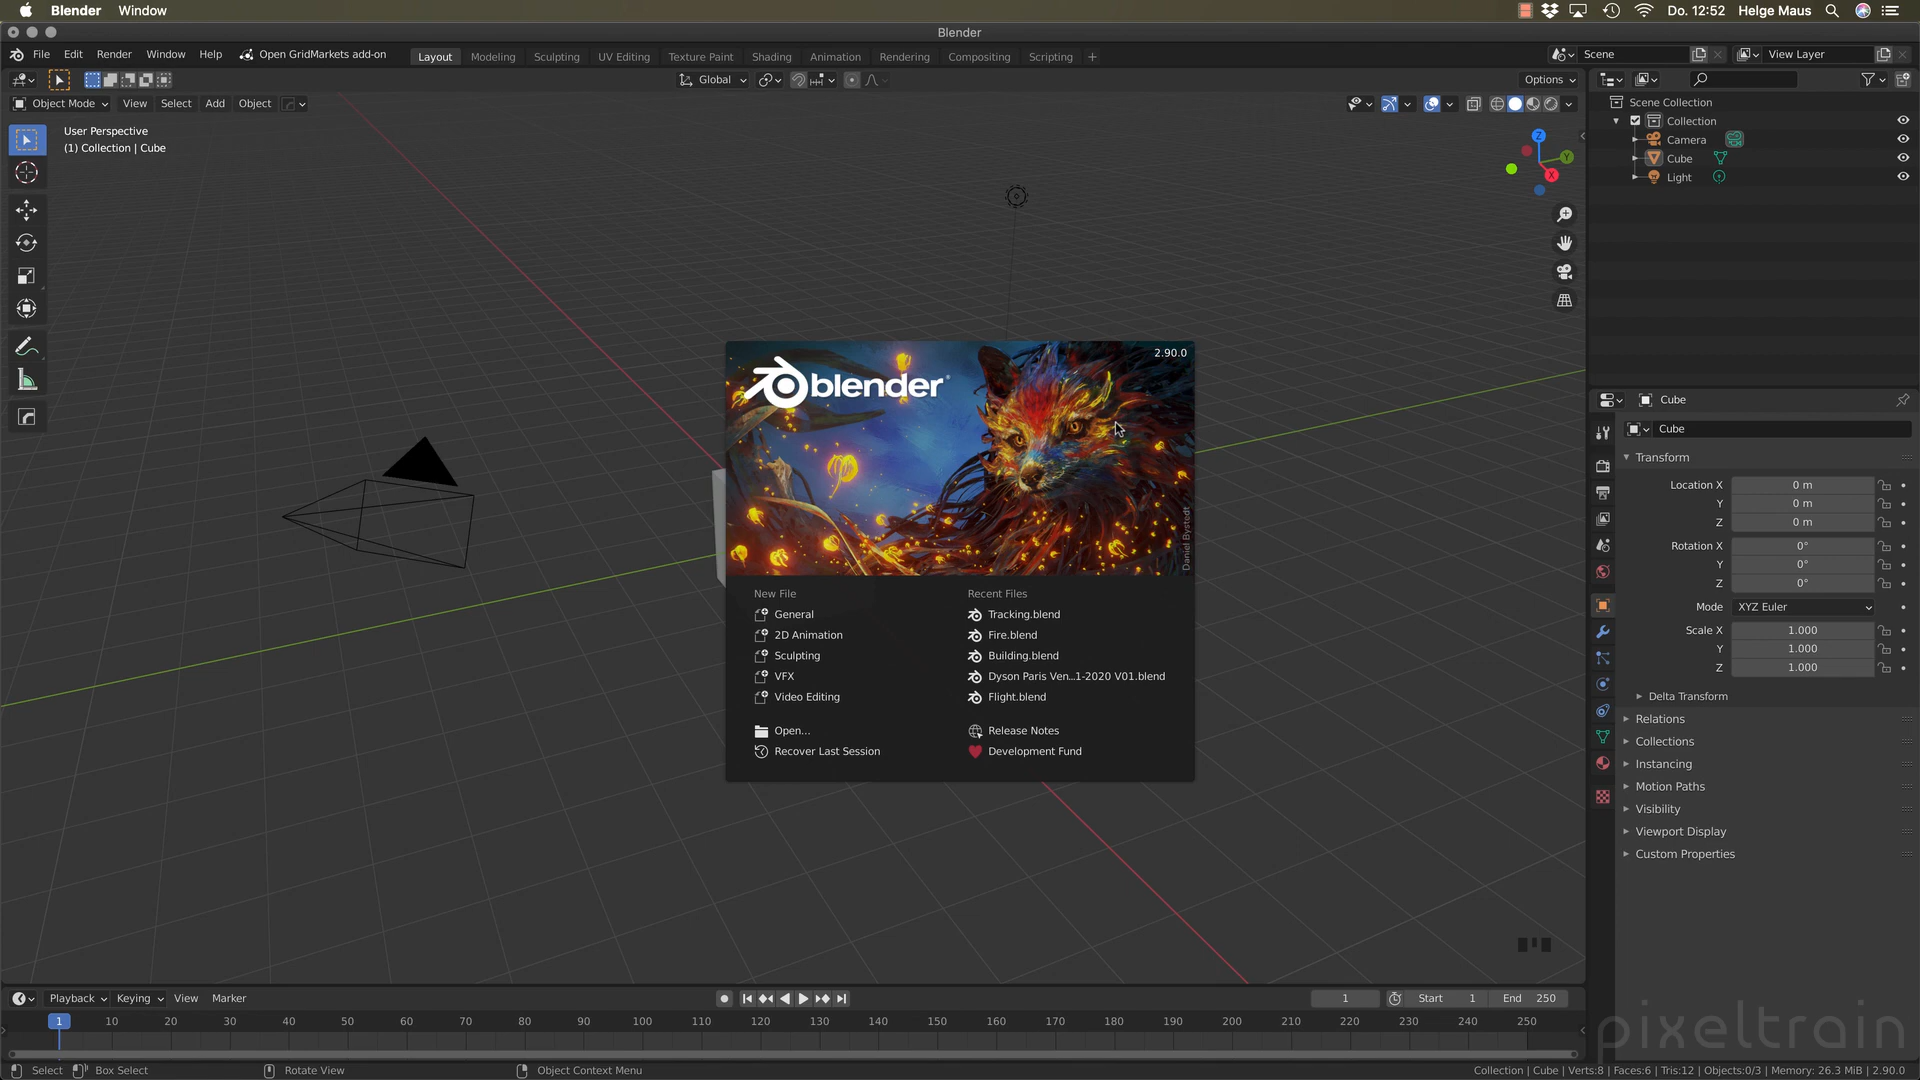 Blender Window Do. 12:52 Helge Maus
Blender
File Edit Render Window Help Open GridMarkets add-on Layout Modeling Sculpting UV Editing Texture Paint Shading Animation Rendering Compositing Scripting + Scene View Layer
Global Options
Object Mode View Select Add Object
User Perspective
(1) Collection | Cube
Z
Y
X
Scene Collection
Collection
Camera
Cube
Light
2.90.0
blender
Daniel Bystedt
New File
General
2D Animation
Sculpting
VFX
Video Editing
Open...
Recover Last Session
Recent Files
Tracking.blend
Fire.blend
Building.blend
Dyson Paris Ven...1-2020 V01.blend
Flight.blend
Release Notes
Development Fund
Cube
Cube
Transform
Location X 0 m
Y 0 m
Z 0 m
Rotation X 0°
Y 0°
Z 0°
Mode XYZ Euler
Scale X 1.000
Y 1.000
Z 1.000
Delta Transform
Relations
Collections
Instancing
Motion Paths
Visibility
Viewport Display
Custom Properties
Playback Keying View Marker 1 Start 1 End 250
1 10 20 30 40 50 60 70 80 90 100 110 120 130 140 150 160 170 180 190 200 210 220 230 240 250
pixeltrain
Select Box Select Rotate View Object Context Menu Collection | Cube | Verts:8 | Faces:6 | Tris:12 | Objects:0/3 | Memory: 26.3 MiB | 2.90.0